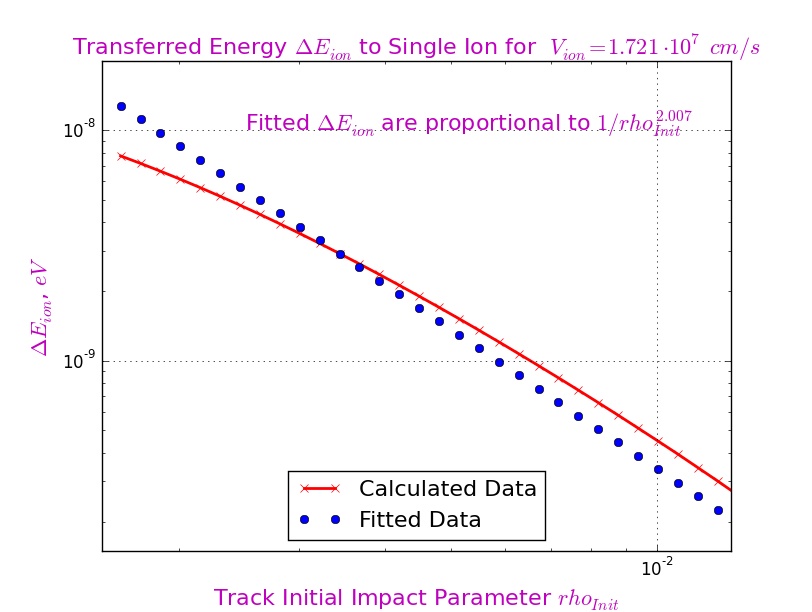 Transferred Energy ΔE_ion to Single Ion for V_ion=1.721·10^7 cm/s
Fitted ΔE_ion are proportional to 1/rho_Init^2.007
10^-8
10^-9
ΔE_ion, eV
Calculated Data
Fitted Data
10^-2
Track Initial Impact Parameter rho_Init